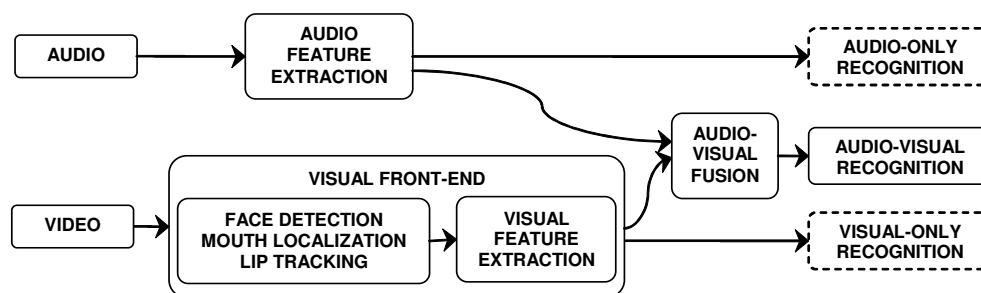 AUDIO
AUDIO
FEATURE
EXTRACTION
AUDIO-ONLY
RECOGNITION
AUDIO-
VISUAL
FUSION
AUDIO-VISUAL
RECOGNITION
VISUAL FRONT-END
VIDEO
FACE DETECTION
MOUTH LOCALIZATION
LIP TRACKING
VISUAL
FEATURE
EXTRACTION
VISUAL-ONLY
RECOGNITION